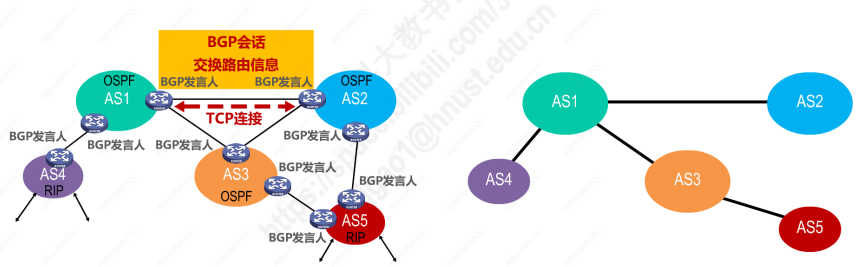 BGP会话
交换路由信息
OSPF
AS1
BGP发言人
BGP发言人
OSPF
AS2
TCP连接
BGP发言人
BGP发言人
BGP发言人
BGP发言人
AS4
RIP
AS3
OSPF
BGP发言人
BGP发言人
BGP发言人
AS5
RIP
AS1
AS2
AS4
AS3
AS5